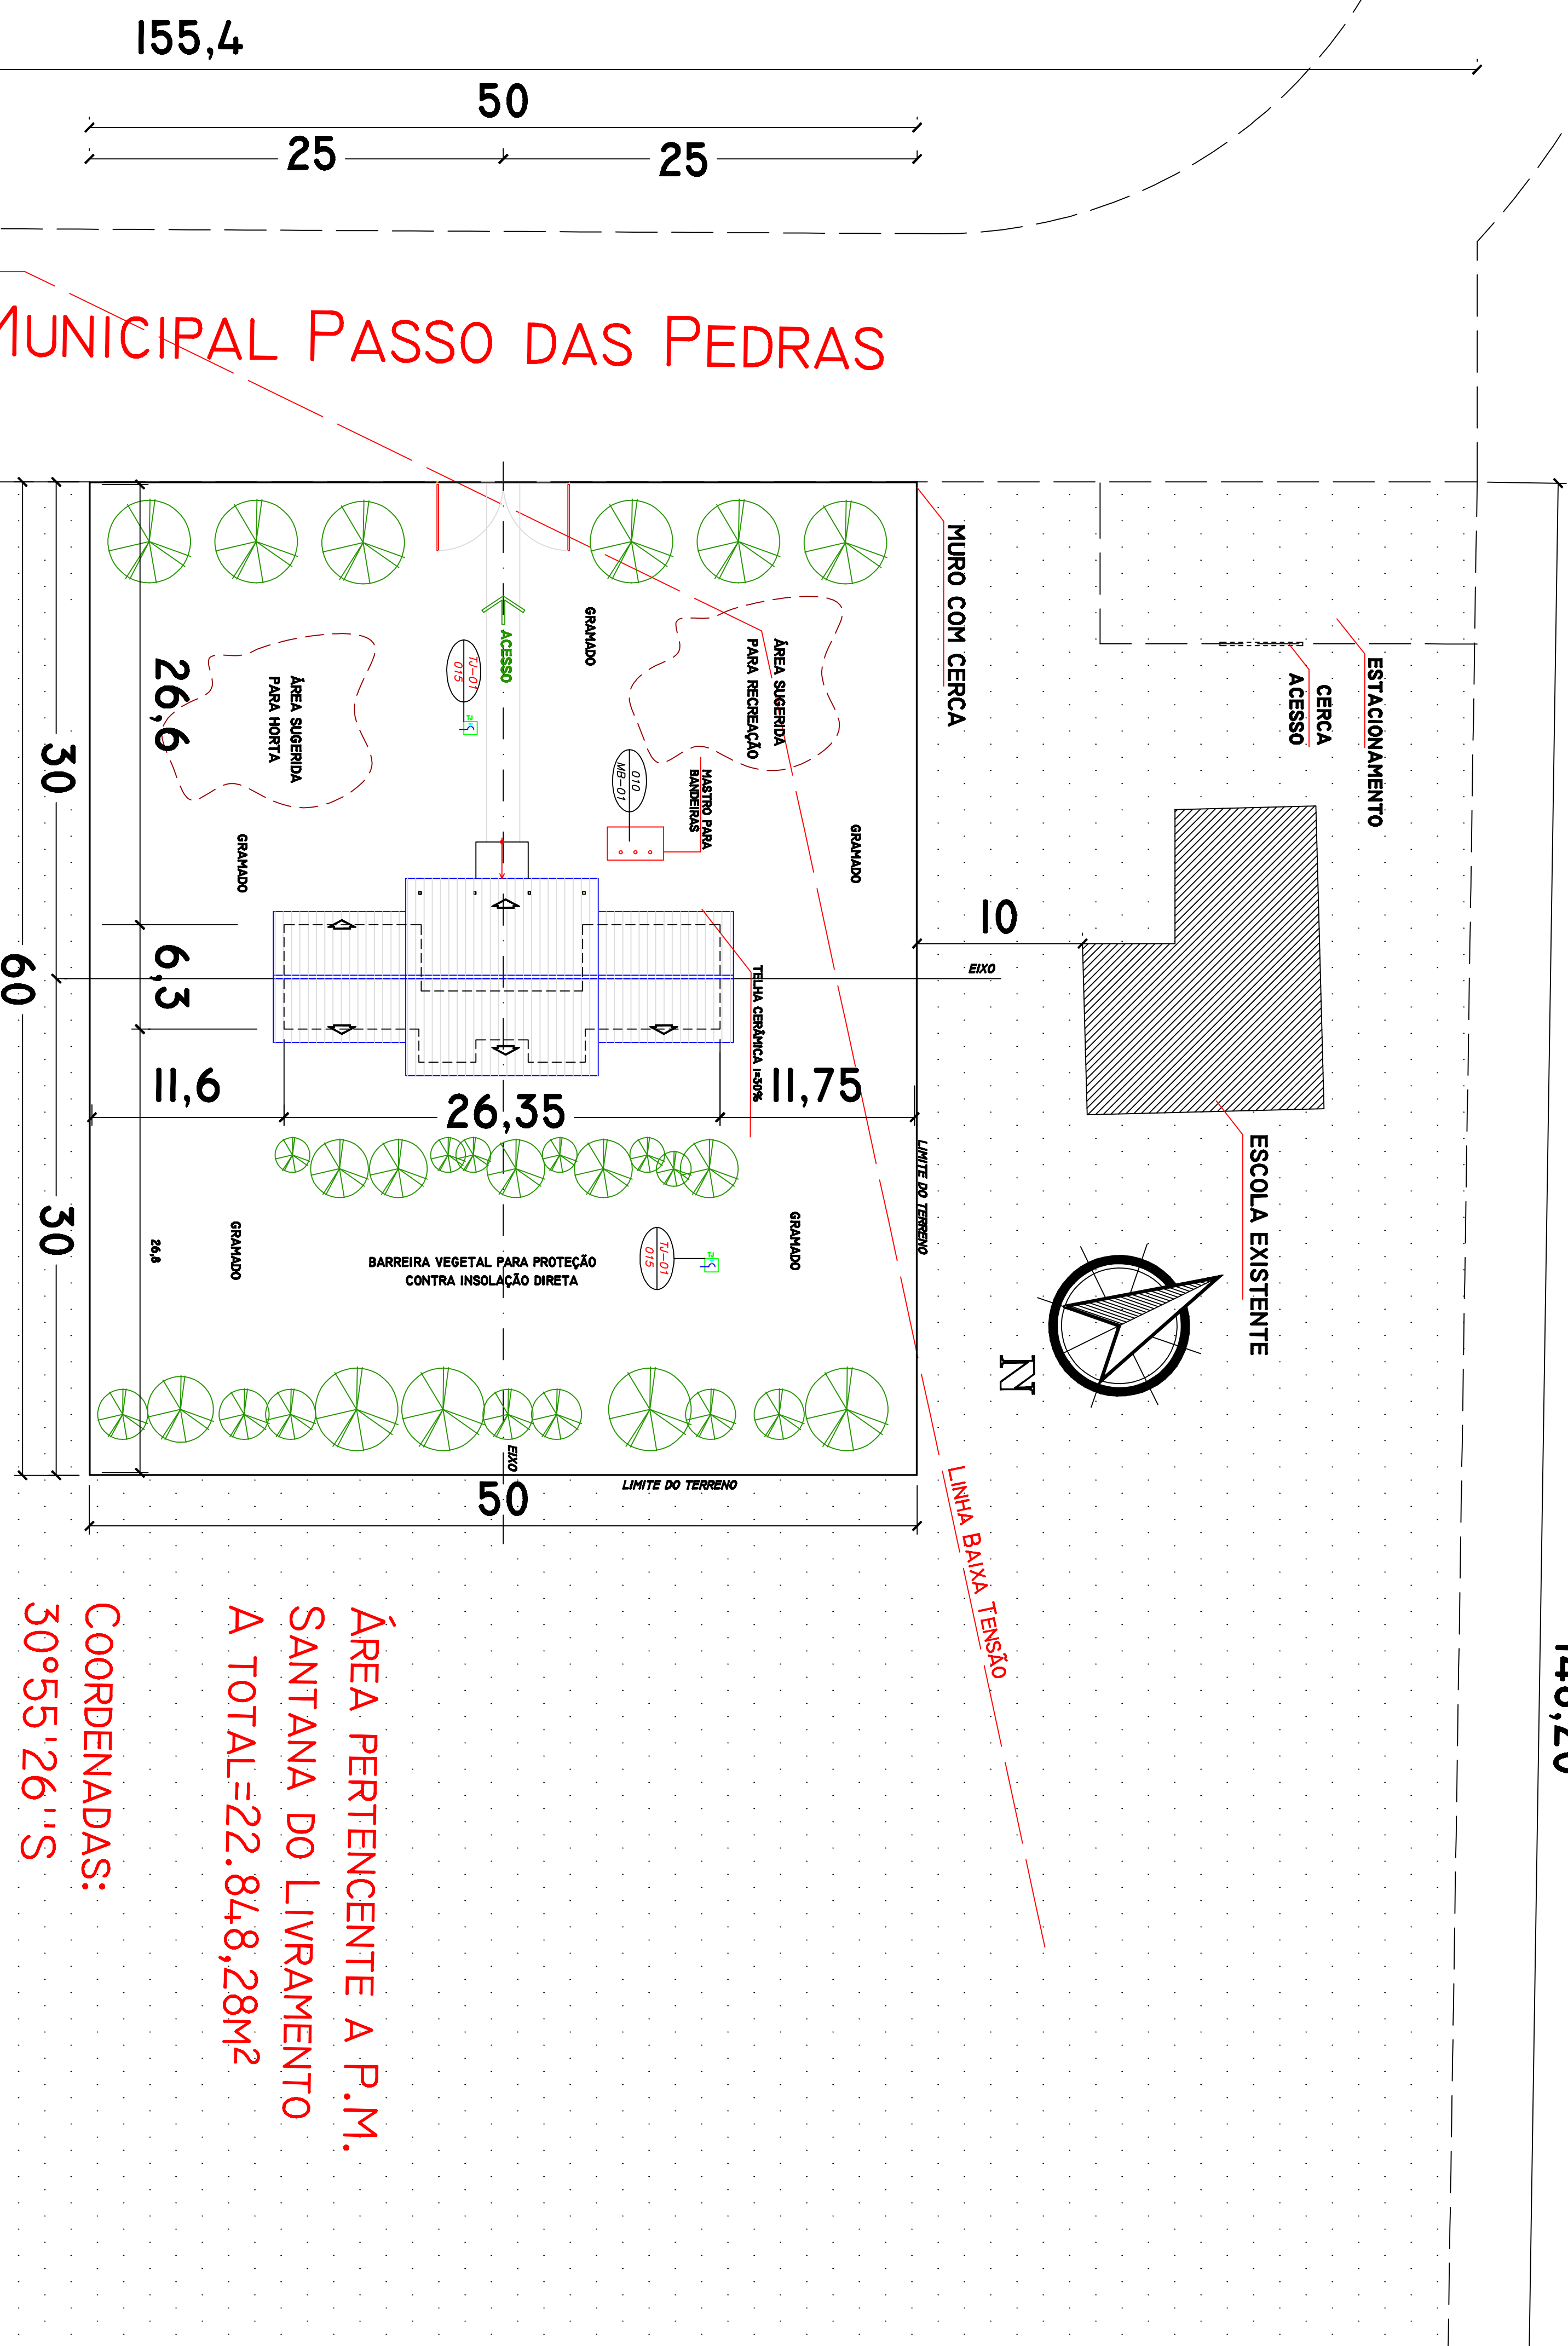 155,4
50
25
25
MUNICIPAL PASSO DAS PEDRAS
MURO COM CERCA
ESTACIONAMENTO
CERCA
ACESSO
GRAMADO
ACESSO
TJ-01
015
ÁREA SUGERIDA
PARA RECREAÇÃO
ÁREA SUGERIDA
PARA HORTA
26,6
30
010
MB-01
MASTRO PARA
BANDEIRAS
GRAMADO
GRAMADO
10
EIXO
6,3
60
TELHA CERÂMICA i=30%
11,6
26,35
11,75
LIMITE DO TERRENO
ESCOLA EXISTENTE
30
26,8
GRAMADO
BARREIRA VEGETAL PARA PROTEÇÃO
CONTRA INSOLAÇÃO DIRETA
TJ-01
015
GRAMADO
N
EIXO
LIMITE DO TERRENO
50
LINHA BAIXA TENSÃO
ÁREA PERTENCENTE A P.M.
SANTANA DO LIVRAMENTO
A TOTAL=22.848,28M²
COORDENADAS:
30°55'26''S